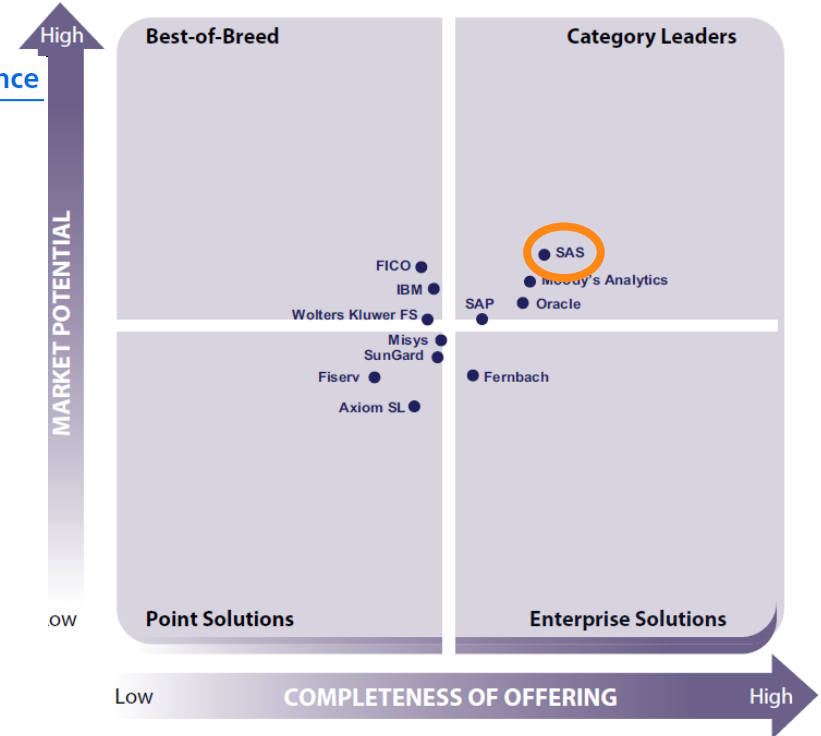 High
Best-of-Breed
Category Leaders
nce
MARKET POTENTIAL
SAS
FICO
Moody's Analytics
IBM
SAP
Oracle
Wolters Kluwer FS
Misys
SunGard
Fiserv
Fernbach
Axiom SL
ow
Point Solutions
Enterprise Solutions
Low
COMPLETENESS OF OFFERING
High